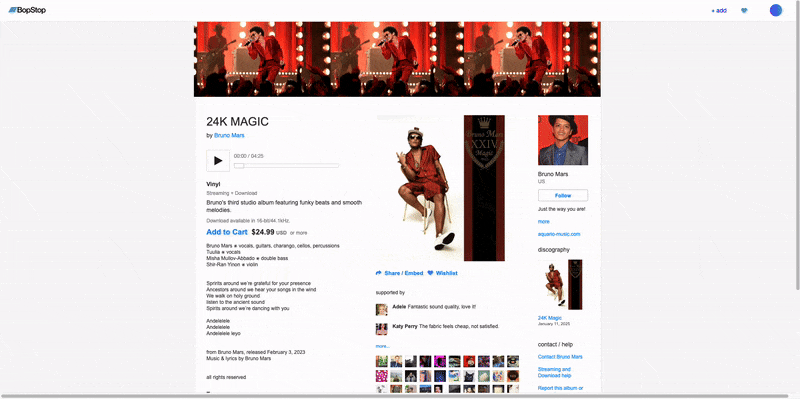 BopStop
+ add
24K MAGIC
by Bruno Mars
00:00 / 04:25
Vinyl
Streaming + Download
Bruno's third studio album featuring funky beats and smooth
melodies.
Download available in 16-bit/44.1kHz.
Add to Cart $24.99 USD or more
Bruno Mars ★ vocals, guitars, charango, cellos, percussions
Tuulia ★ vocals
Misha Mullov-Abbado ★ double bass
Shir-Ran Yinon ★ violin
Spirits around we're grateful for your presence
Ancestors around we hear your songs in the wind
We walk on holy ground
listen to the ancient sound
Spirits around we're dancing with you
Andelelele
Andelelele
Andelelele leyo
from Bruno Mars, released February 3, 2023
Music & lyrics by Bruno Mars
all rights reserved
Bruno Mars
XXIV
Magic
Share / Embed
Wishlist
supported by
Adele Fantastic sound quality, love it!
Katy Perry The fabric feels cheap, not satisfied.
more...
Bruno Mars
US
Follow
Just the way you are!
more
aquario-music.com
discography
24K Magic
January 11, 2025
contact / help
Contact Bruno Mars
Streaming and
Download help
Report this album or